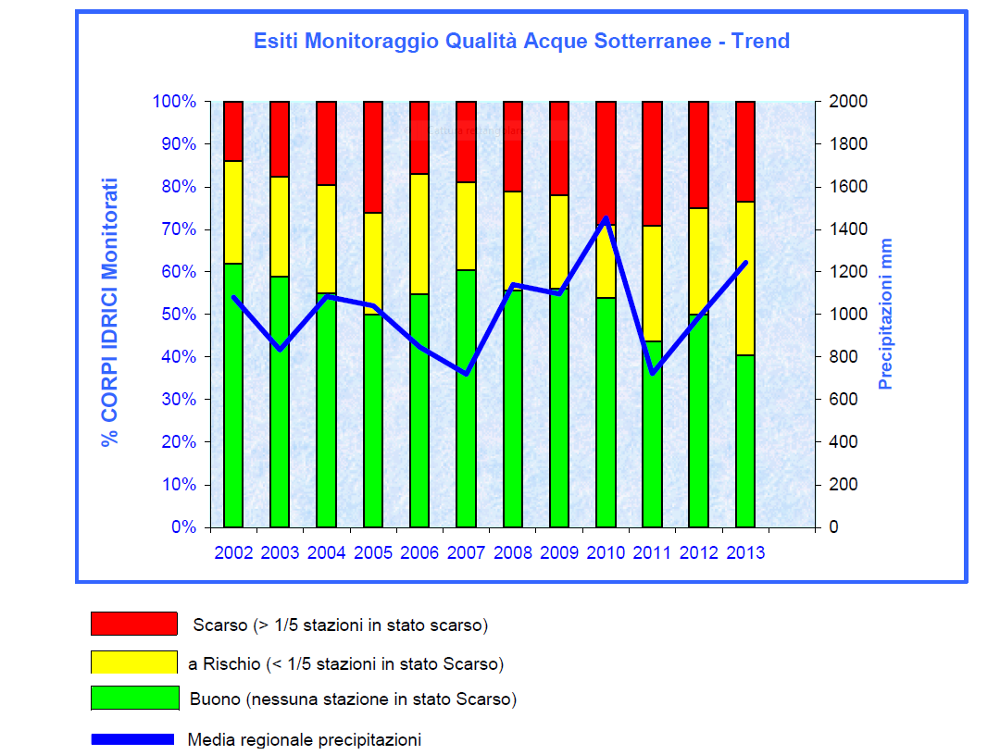 Esiti Monitoraggio Qualità Acque Sotterranee - Trend
% CORPI IDRICI Monitorati
100%
90%
80%
70%
60%
50%
40%
30%
20%
10%
0%
2000
1800
1600
1400
1200
1000
800
600
400
200
0
Precipitazioni mm
2002 2003 2004 2005 2006 2007 2008 2009 2010 2011 2012 2013
Scarso (> 1/5 stazioni in stato scarso)
a Rischio (< 1/5 stazioni in stato Scarso)
Buono (nessuna stazione in stato Scarso)
Media regionale precipitazioni